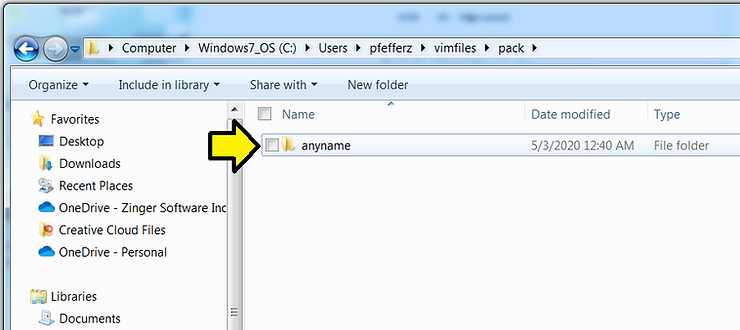 Computer Windows7_OS (C:) Users pfefferz vimfiles pack
Organize Include in library Share with New folder
Favorites
Desktop
Downloads
Recent Places
OneDrive - Zinger Software Inc
Creative Cloud Files
OneDrive - Personal
Libraries
Documents
Name Date modified Type
anyname 5/3/2020 12:40 AM File folder